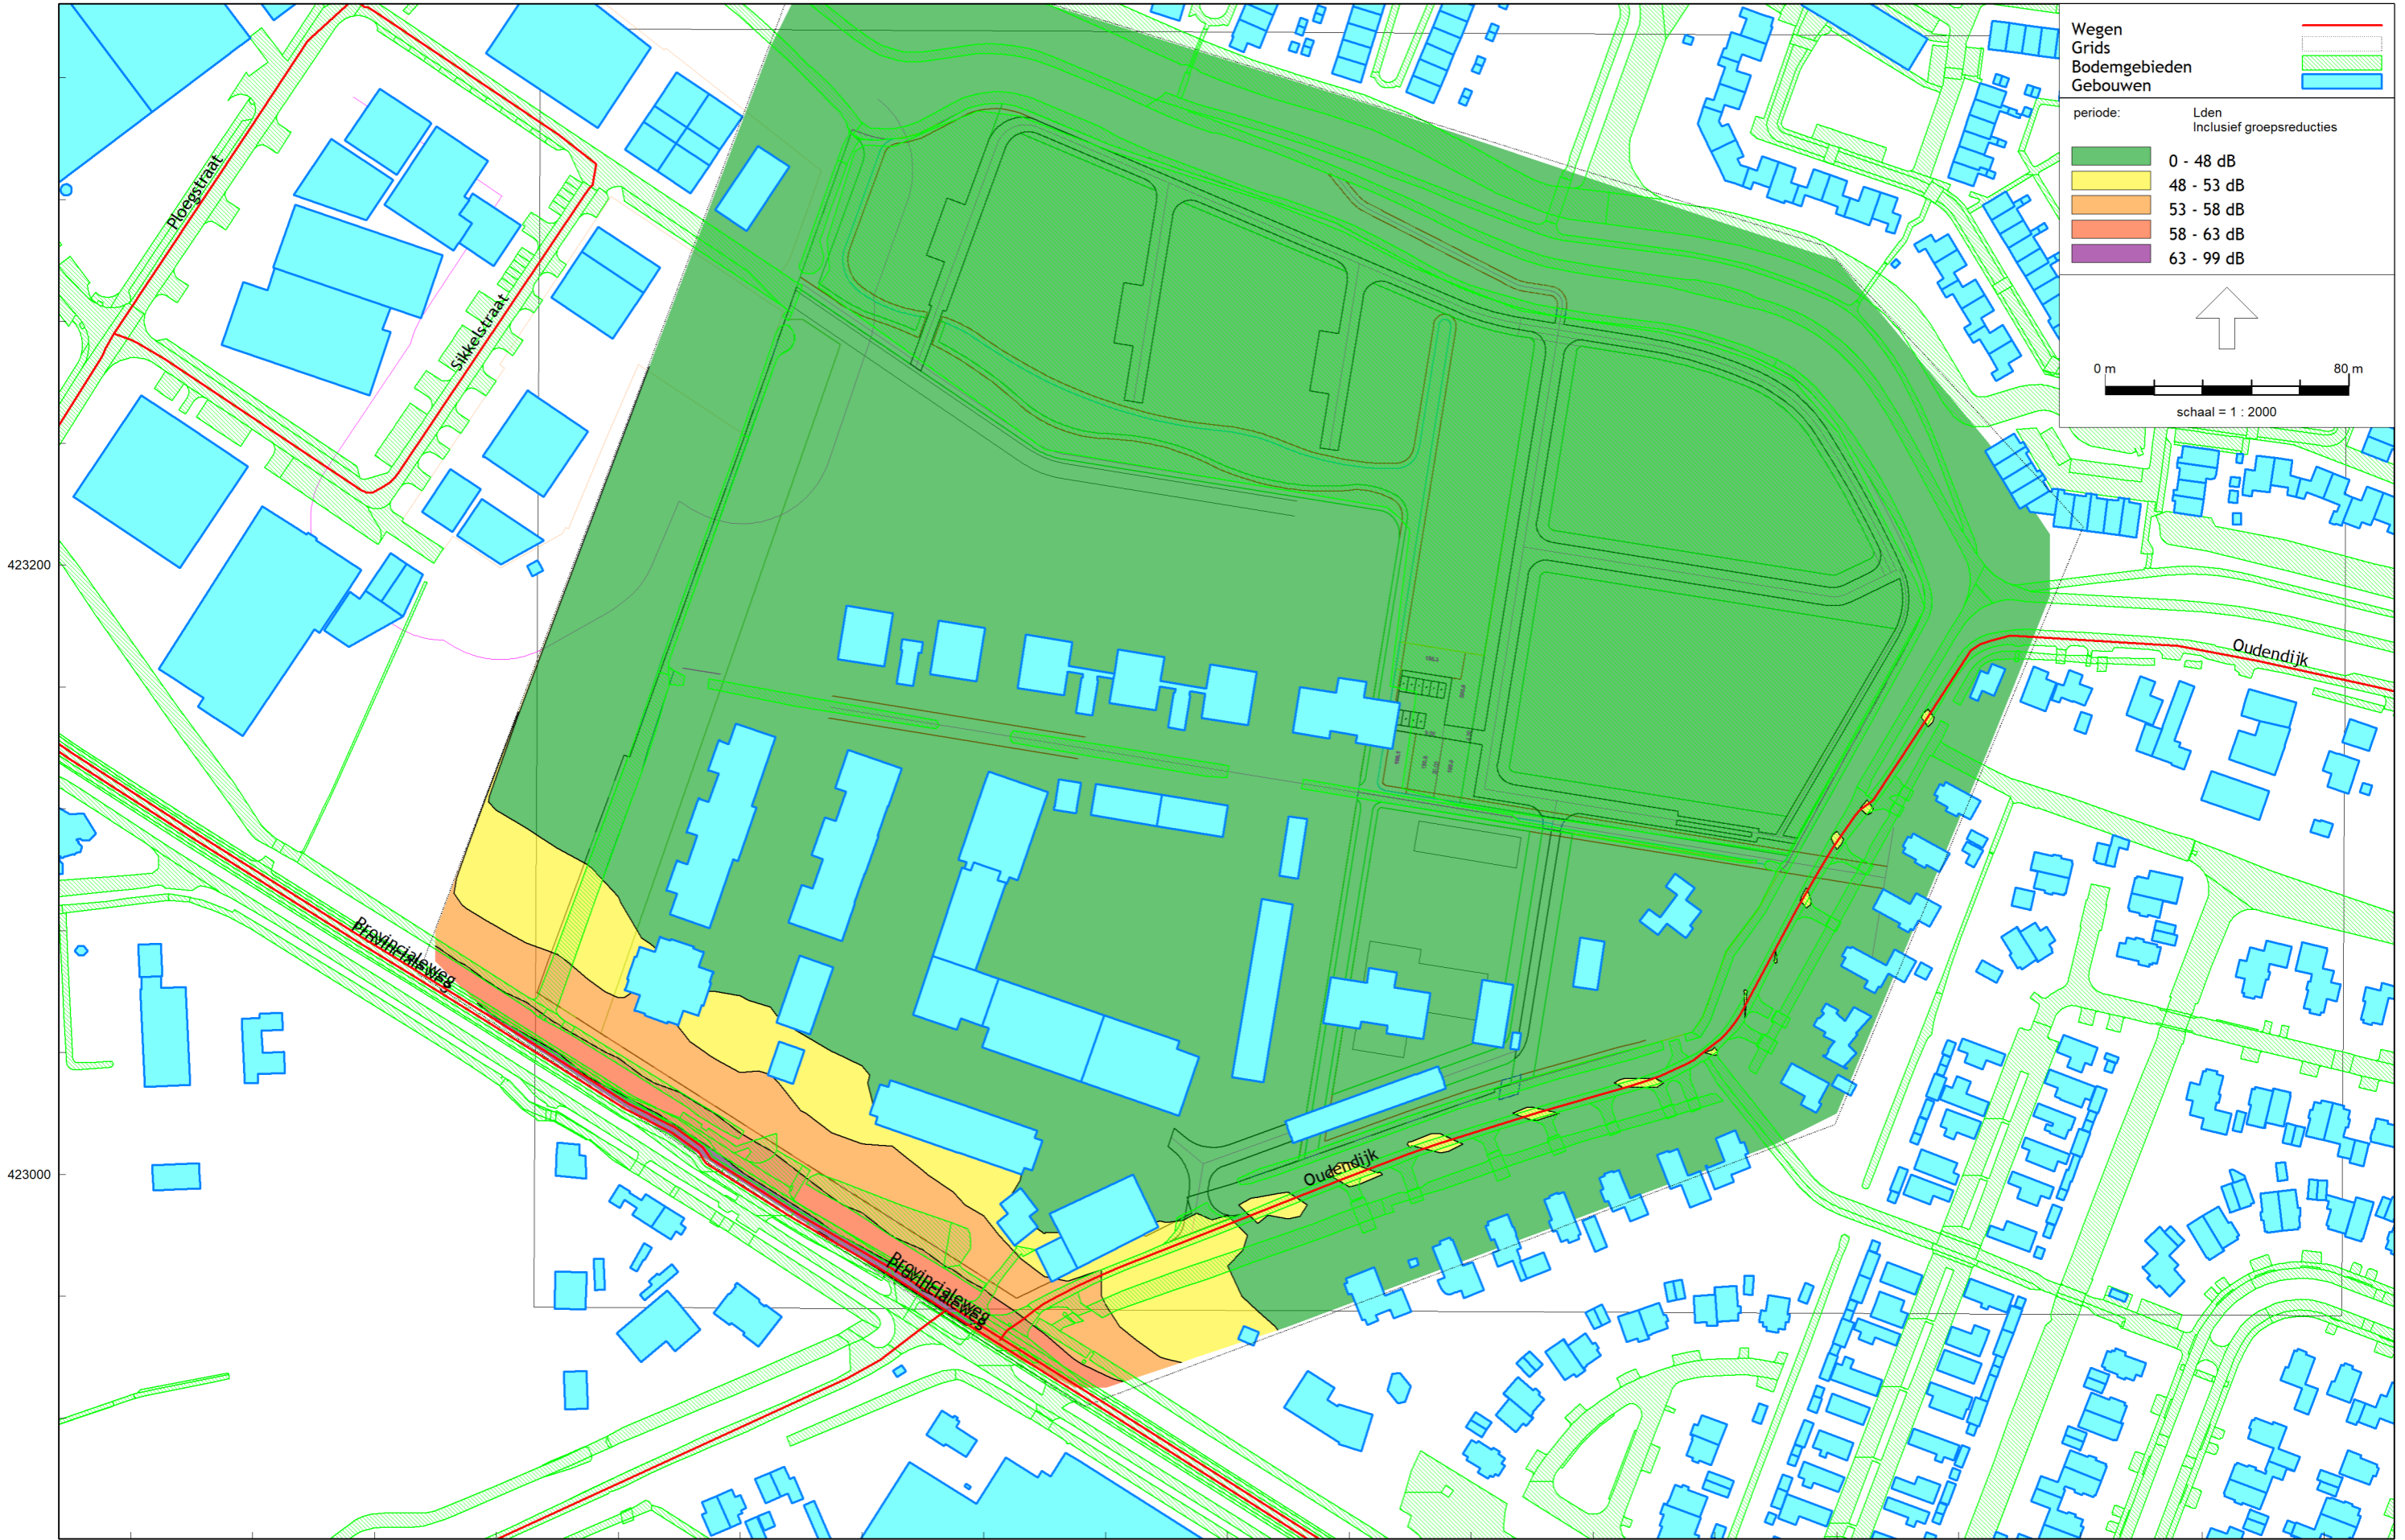 Wegen
Grids
Bodemgebieden
Gebouwen
periode: Lden
Inclusief groepsreducties
0 - 48 dB
48 - 53 dB
53 - 58 dB
58 - 63 dB
63 - 99 dB
0 m 80 m
schaal = 1 : 2000
Ploegstraat
Sikkelstraat
423200
Oudendijk
Provincialeweg
Provincialeweg
423000
Oudendijk
Provincialeweg
Provincialeweg